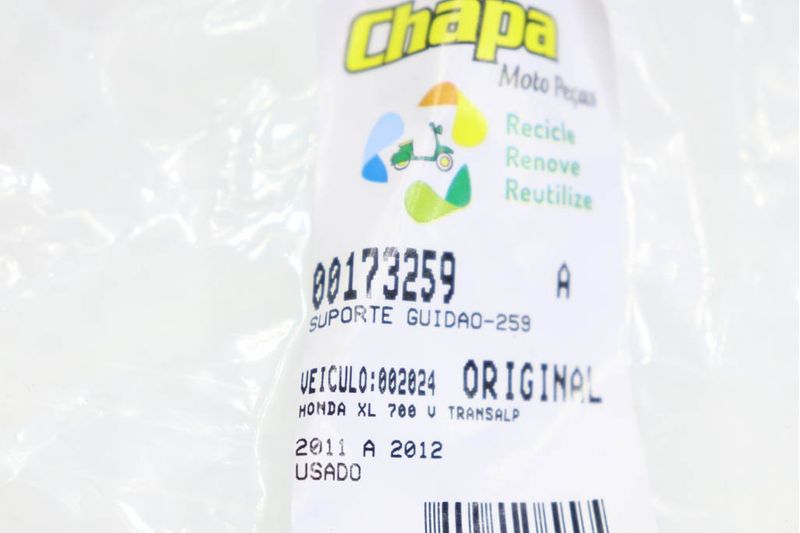 Chapa
Moto Peças
Recicle
Renove
Reutilize
00173259 A
SUPORTE GUIDAO-259
VEICULO:002024 ORIGINAL
HONDA XL 700 V TRANSALP
2011 A 2012
USADO